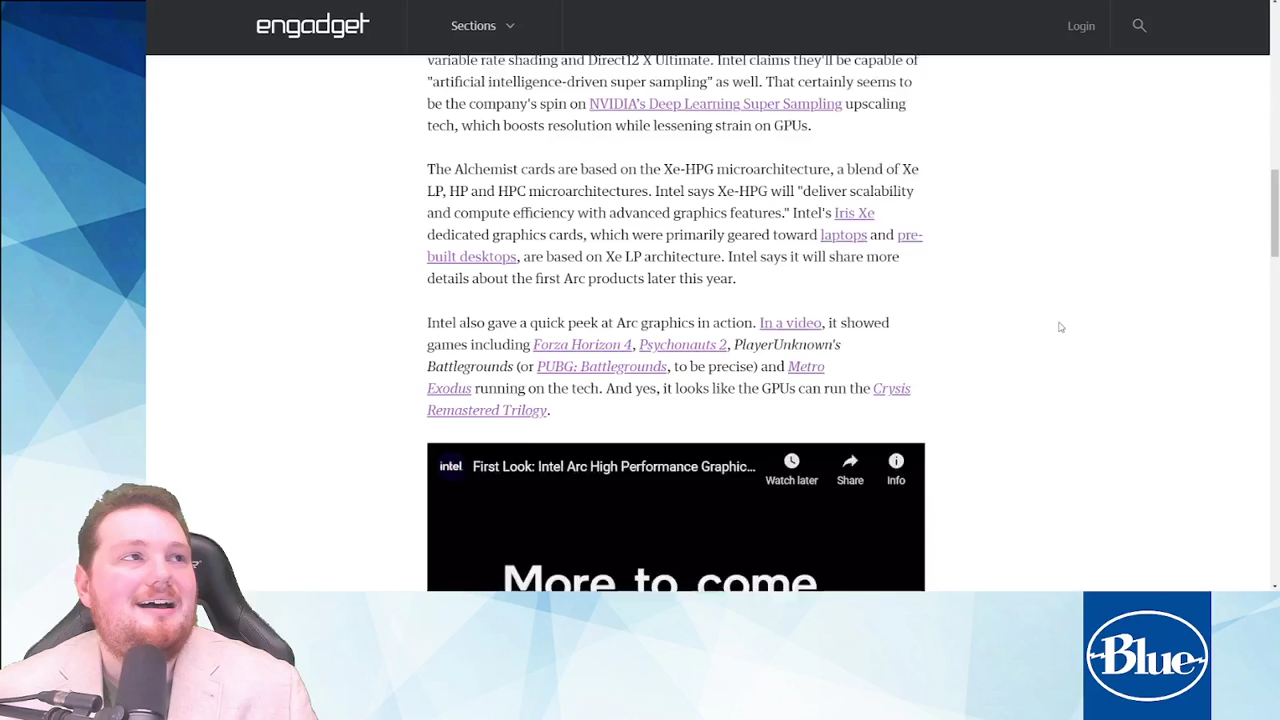 engadget
Sections
Login
variable rate shading and Direct12 X Ultimate. Intel claims they'll be capable of
"artificial intelligence-driven super sampling” as well. That certainly seems to
be the company's spin on NVIDIA’s Deep Learning Super Sampling upscaling
tech, which boosts resolution while lessening strain on GPUs.
The Alchemist cards are based on the Xe-HPG microarchitecture, a blend of Xe
LP, HP and HPC microarchitectures. Intel says Xe-HPG will "deliver scalability
and compute efficiency with advanced graphics features." Intel's Iris Xe
dedicated graphics cards, which were primarily geared toward laptops and pre-
built desktops, are based on Xe LP architecture. Intel says it will share more
details about the first Arc products later this year.
Intel also gave a quick peek at Arc graphics in action. In a video, it showed
games including Forza Horizon 4, Psychonauts 2, PlayerUnknown's
Battlegrounds (or PUBG: Battlegrounds, to be precise) and Metro
Exodus running on the tech. And yes, it looks like the GPUs can run the Crysis
Remastered Trilogy.
intel. First Look: Intel Arc High Performance Graphic...
Watch later Share Info
More to come
Blue